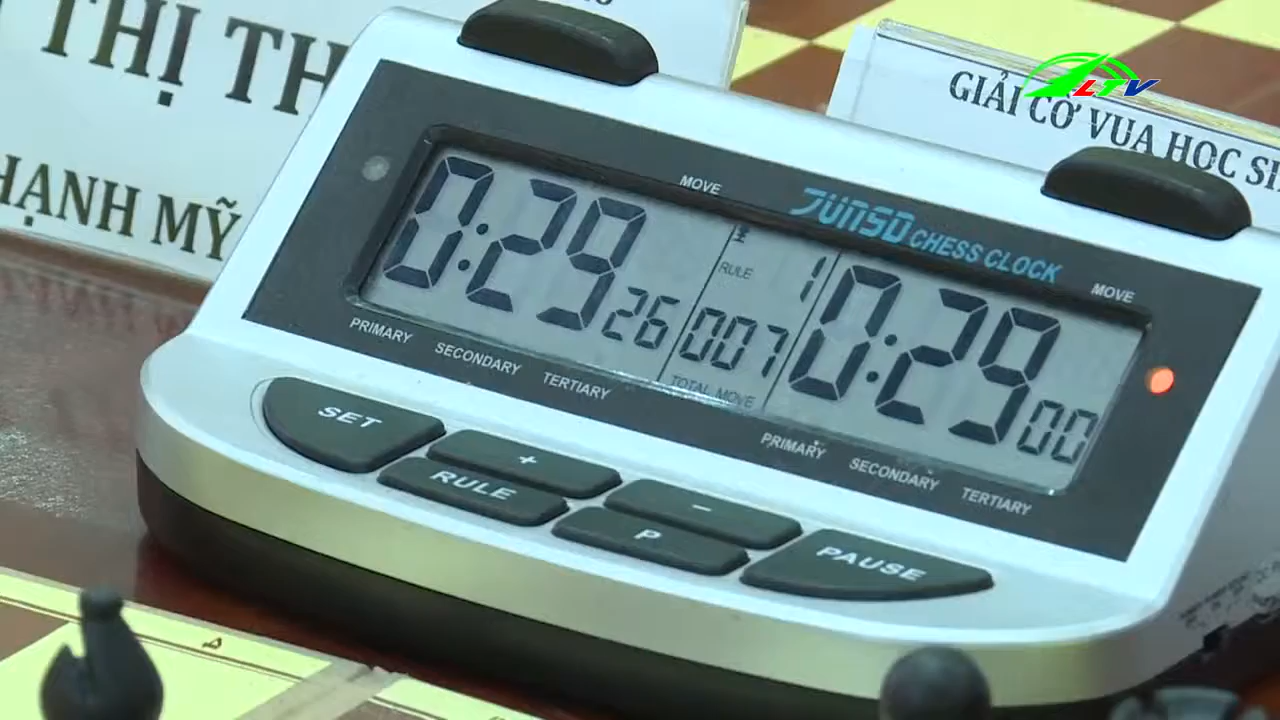 THỊ TH
HẠNH MỸ
GIẢI CỜ VUA HỌC SI
LTV
MOVE
JUNSD CHESS CLOCK
MOVE
0:29 26
RULE 1
007
TOTAL MOVE
0:29 00
PRIMARY SECONDARY TERTIARY
PRIMARY SECONDARY TERTIARY
SET
+
RULE
−
P
PAUSE